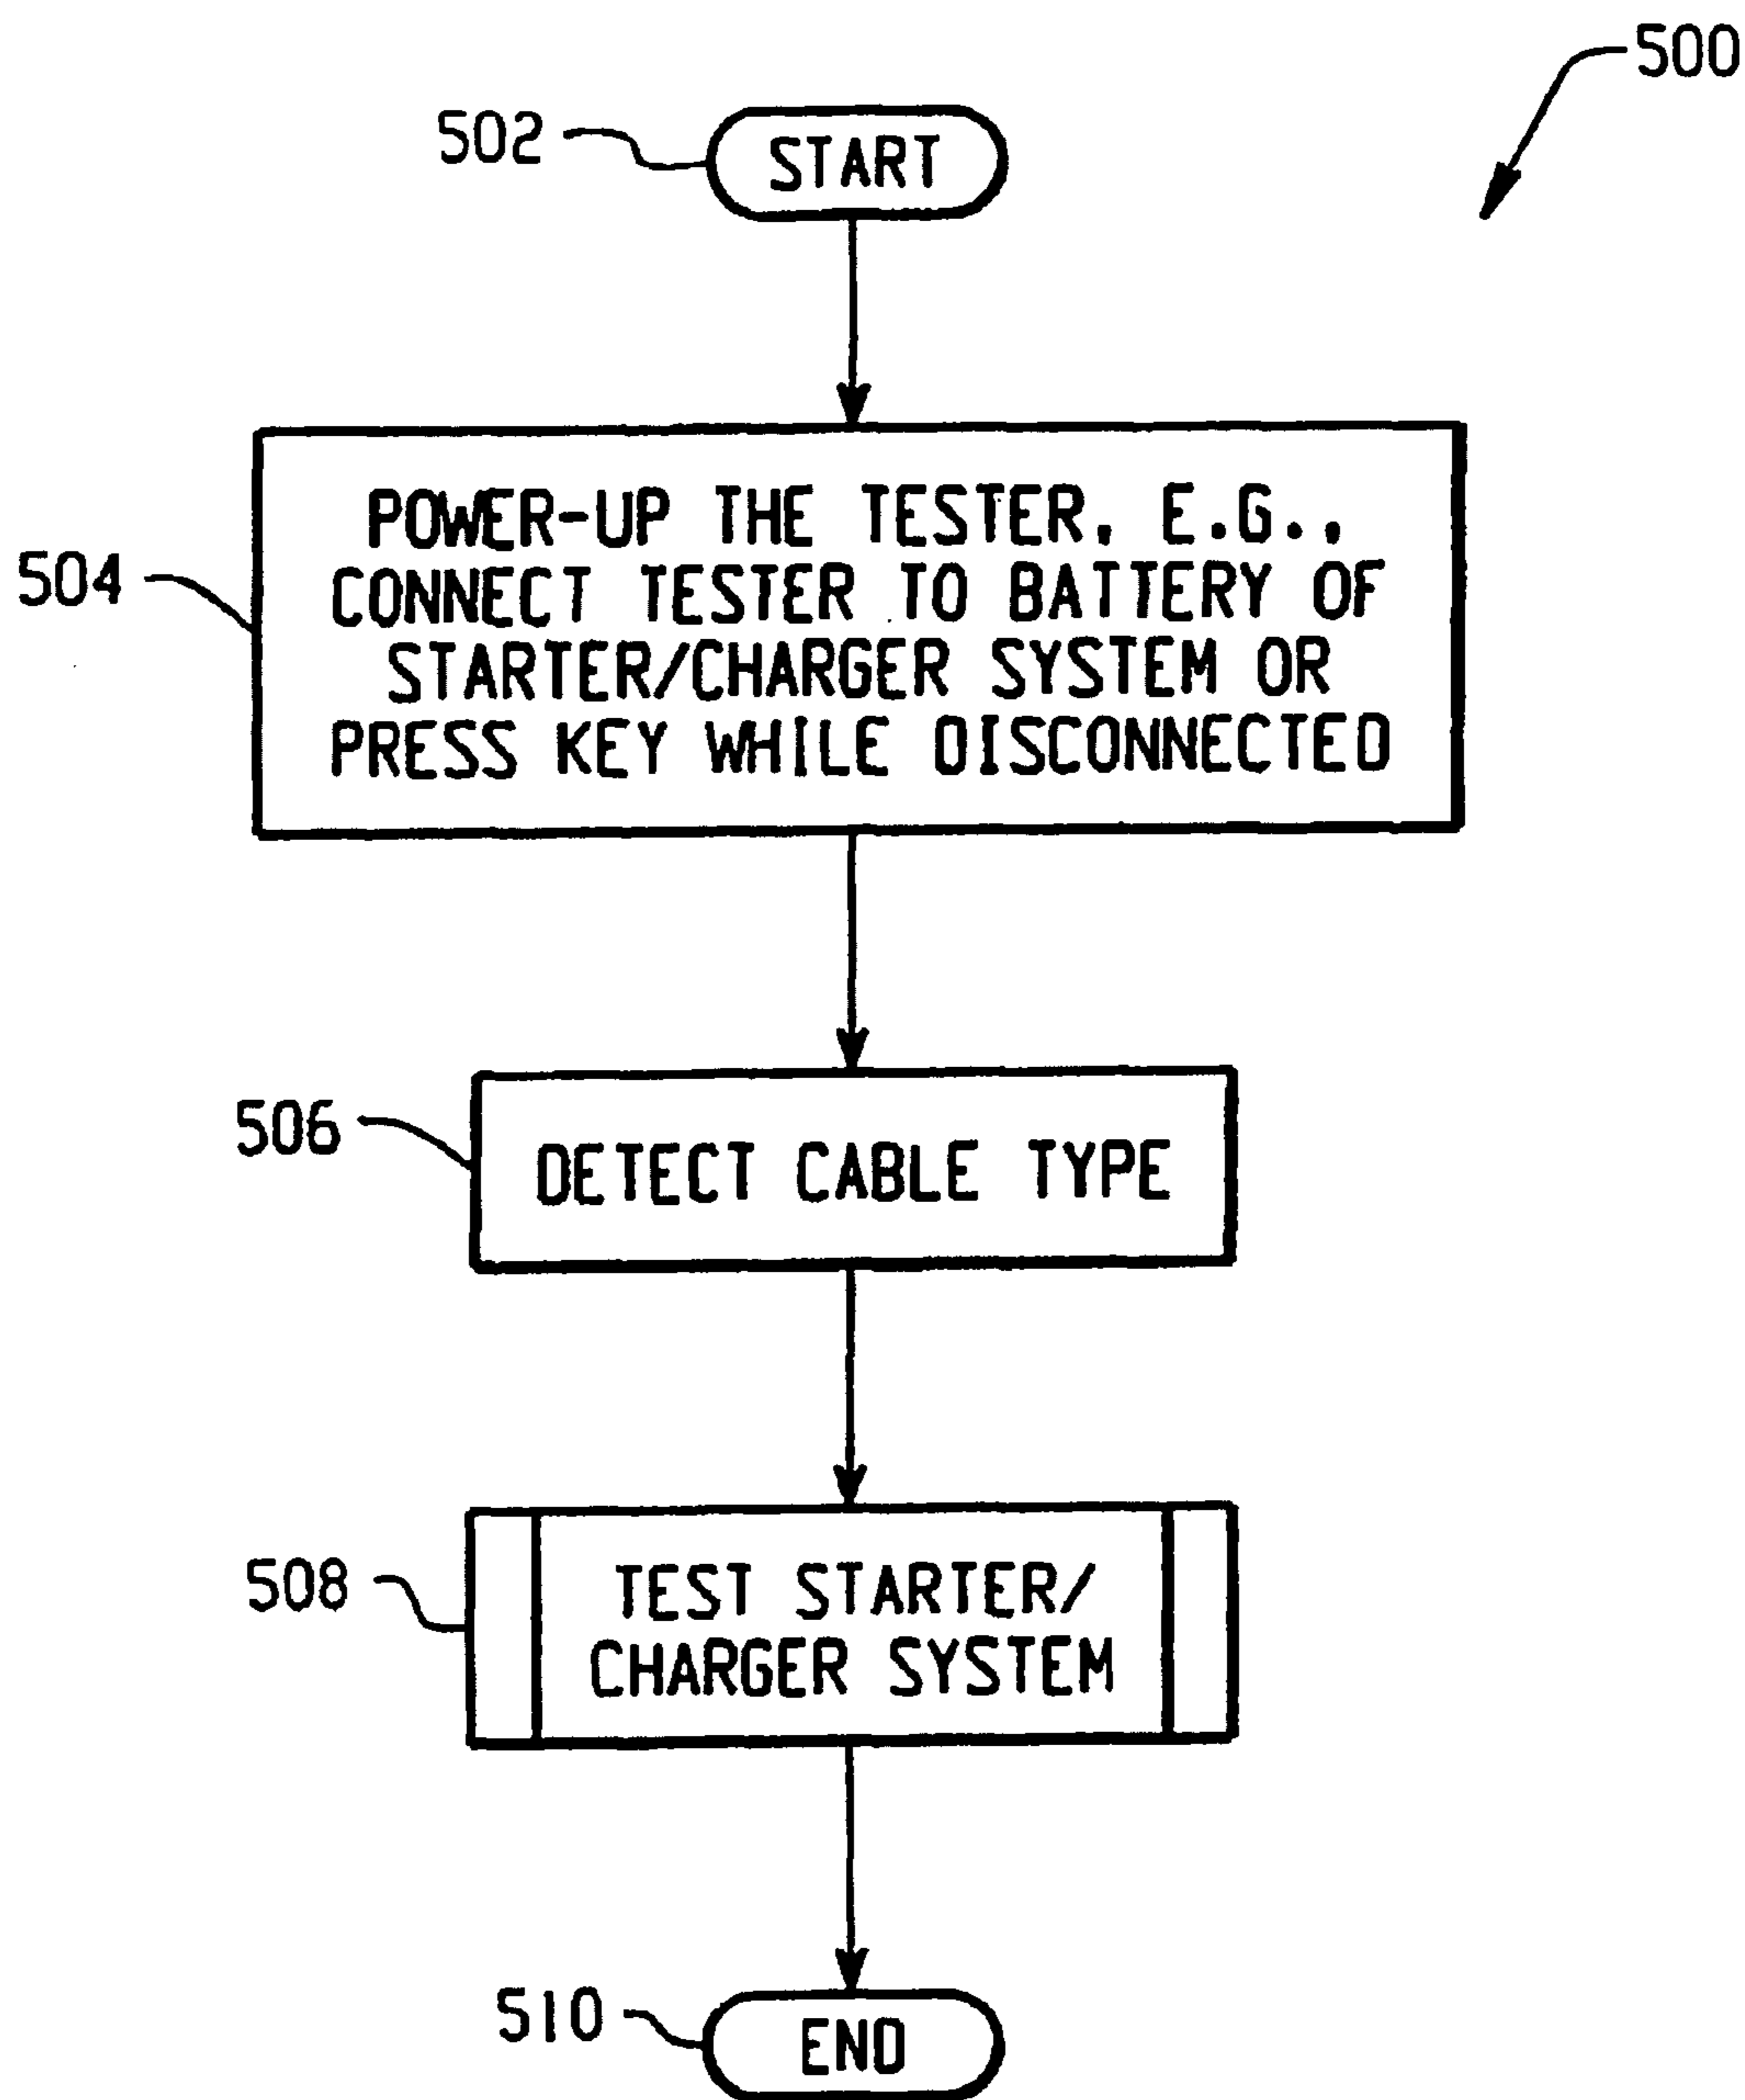 500
502
START
504
POWER-UP THE TESTER, E.G.,
CONNECT TESTER TO BATTERY OF
STARTER/CHARGER SYSTEM OR
PRESS KEY WHILE DISCONNECTED
506
DETECT CABLE TYPE
508
TEST STARTER/
CHARGER SYSTEM
510
END